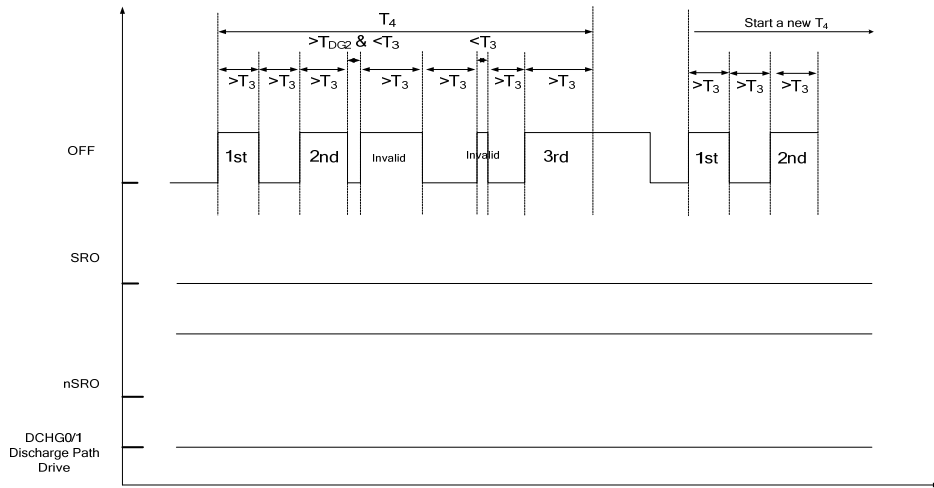 T4
Start a new T4
>TDG2 & <T3
<T3
>T3
>T3
>T3
>T3
>T3
>T3
>T3
>T3
>T3
>T3
OFF
1st
2nd
Invalid
Invalid
3rd
1st
2nd
SRO
nSRO
DCHG0/1
Discharge Path
Drive